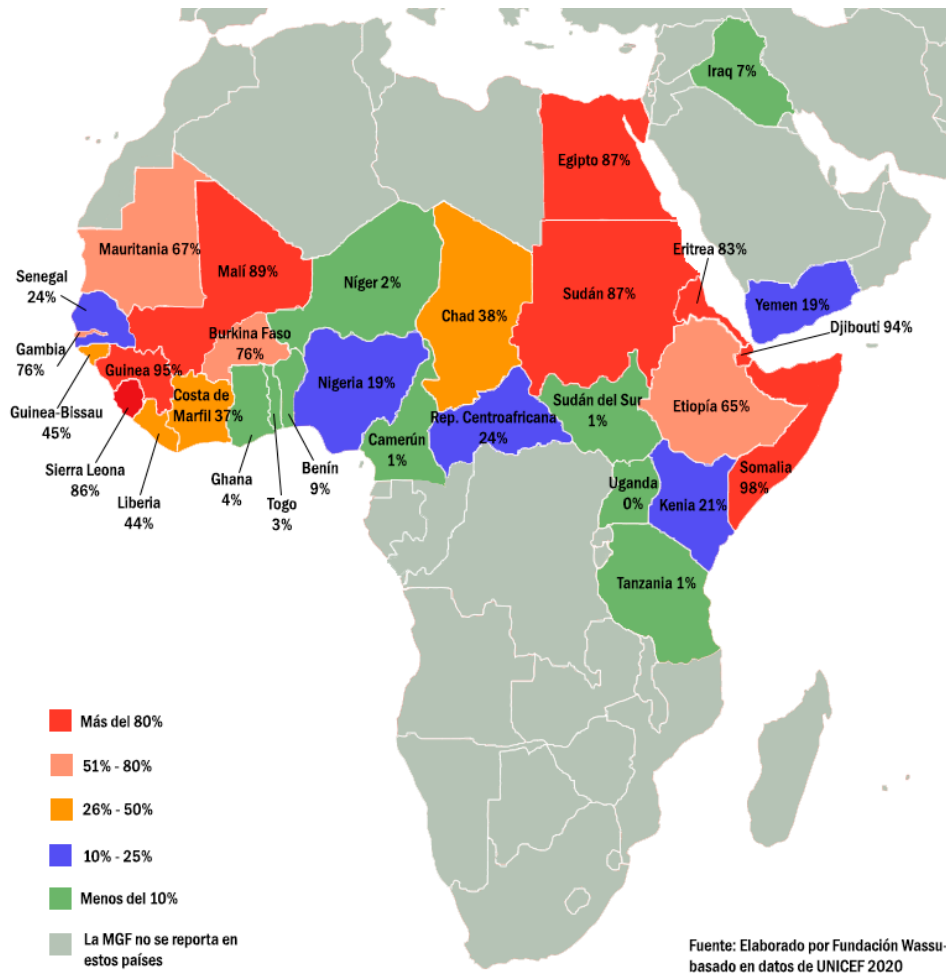 Iraq 7%
Egipto 87%
Mauritania 67%
Eritrea 83%
Senegal
24%
Malí 89%
Níger 2%
Sudán 87%
Yemen 19%
Chad 38%
Djibouti 94%
Burkina Faso
76%
Gambia
76%
Guinea 95%
Nigeria 19%
Etiopía 65%
Costa de
Marfil 37%
Guinea-Bissau
45%
Rep. Centroafricana
24%
Sudán del Sur
1%
Camerún
1%
Sierra Leona
86%
Benín
9%
Ghana
4%
Togo
3%
Liberia
44%
Somalia
98%
Uganda
0%
Kenia 21%
Tanzania 1%
Más del 80%
51% - 80%
26% - 50%
10% - 25%
Menos del 10%
La MGF no se reporta en
estos países
Fuente: Elaborado por Fundación Wassu-
basado en datos de UNICEF 2020